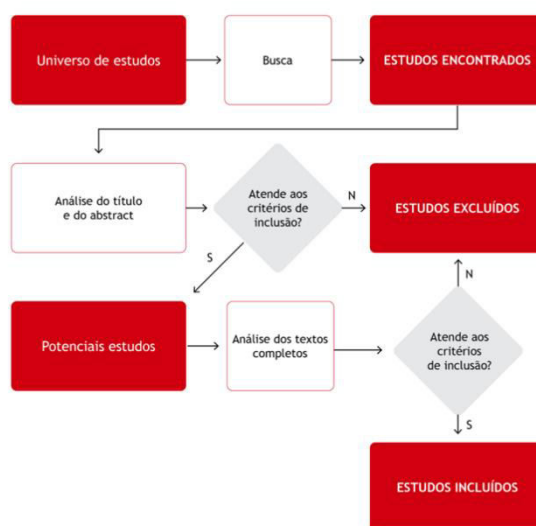 Universo de estudos
Busca
ESTUDOS ENCONTRADOS
Análise do título
e do abstract
Atende aos
critérios de
inclusão?
N
ESTUDOS EXCLUÍDOS
S
N
Potenciais estudos
Análise dos textos
completos
Atende aos
critérios
de inclusão?
S
ESTUDOS INCLUÍDOS